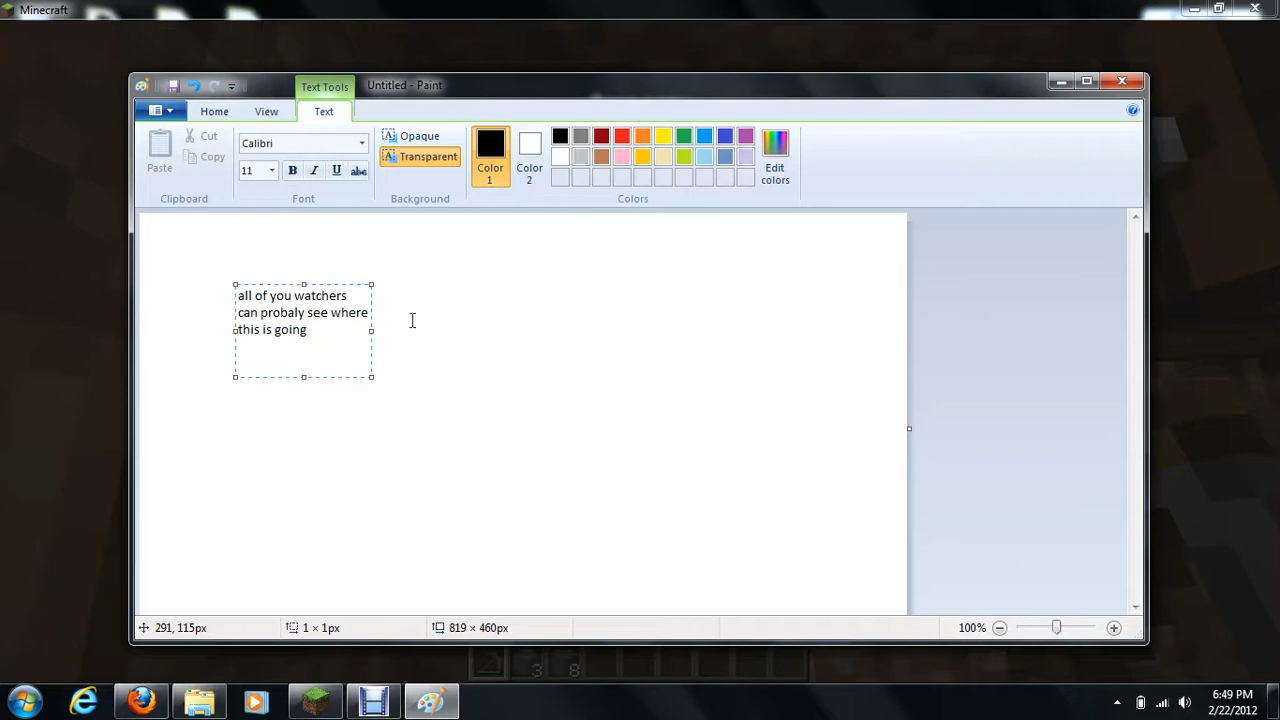 Minecraft
Text Tools
Untitled - Paint
Home
View
Text
Paste
Cut
Copy
Clipboard
Calibri
11
B
I
U
abc
Font
Opaque
Transparent
Background
Color
1
Color
2
Edit
colors
Colors
all of you watchers
can probaly see where
this is going
291, 115px
1 × 1px
819 × 460px
100%
3
8
6:49 PM
2/22/2012